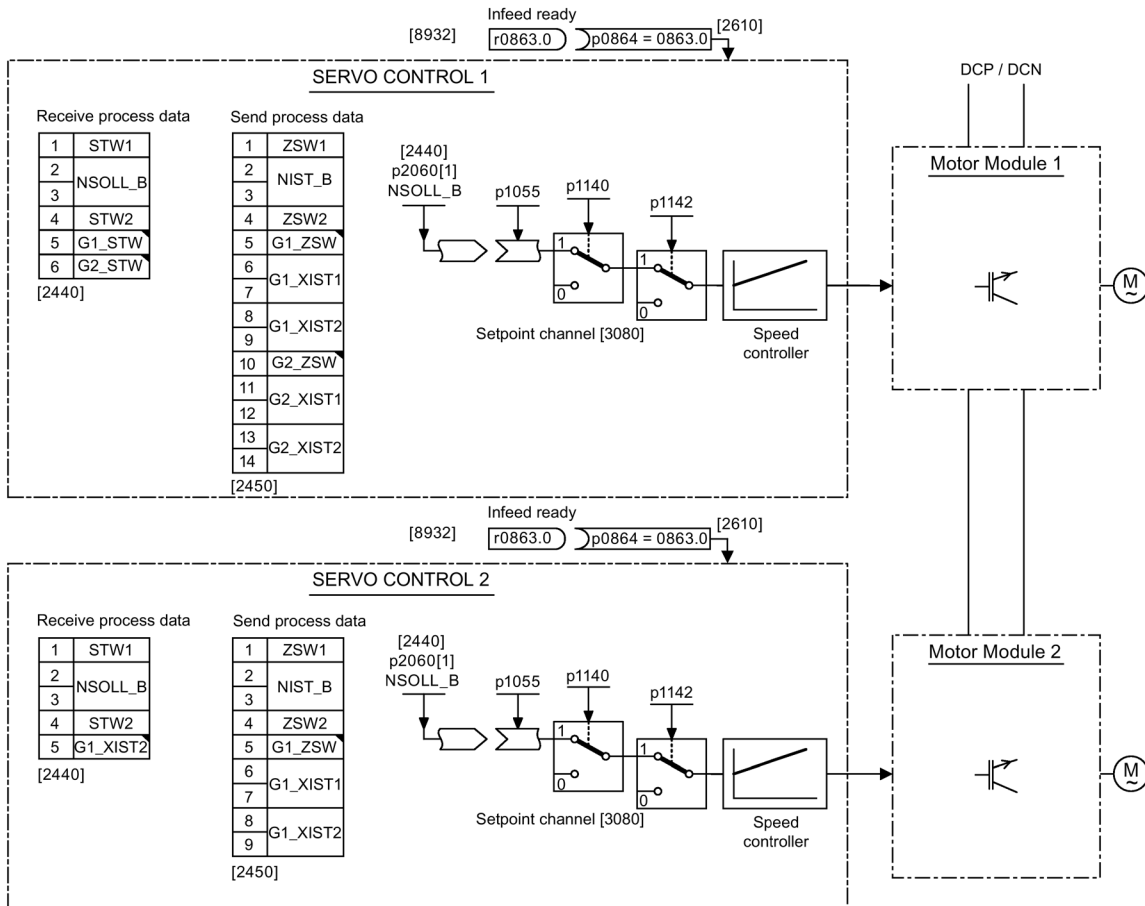 Infeed ready
[8932]
r0863.0
p0864 = 0863.0
[2610]
SERVO CONTROL 1
DCP / DCN
Receive process data
1 STW1
2
NSOLL_B
3
4 STW2
5 G1_STW
6 G2_STW
[2440]
Send process data
1 ZSW1
2
NIST_B
3
4 ZSW2
5 G1_ZSW
6
G1_XIST1
7
8
G1_XIST2
9
10 G2_ZSW
11
G2_XIST1
12
13
G2_XIST2
14
[2450]
[2440]
p2060[1]
NSOLL_B
p1055
p1140
p1142
1
0
1
0
Setpoint channel [3080]
Speed
controller
Motor Module 1
M
~
Infeed ready
[8932]
r0863.0
p0864 = 0863.0
[2610]
SERVO CONTROL 2
Receive process data
1 STW1
2
NSOLL_B
3
4 STW2
5 G1_XIST2
[2440]
Send process data
1 ZSW1
2
NIST_B
3
4 ZSW2
5 G1_ZSW
6
G1_XIST1
7
8
G1_XIST2
9
[2450]
[2440]
p2060[1]
NSOLL_B
p1055
p1140
p1142
1
0
1
0
Setpoint channel [3080]
Speed
controller
Motor Module 2
M
~